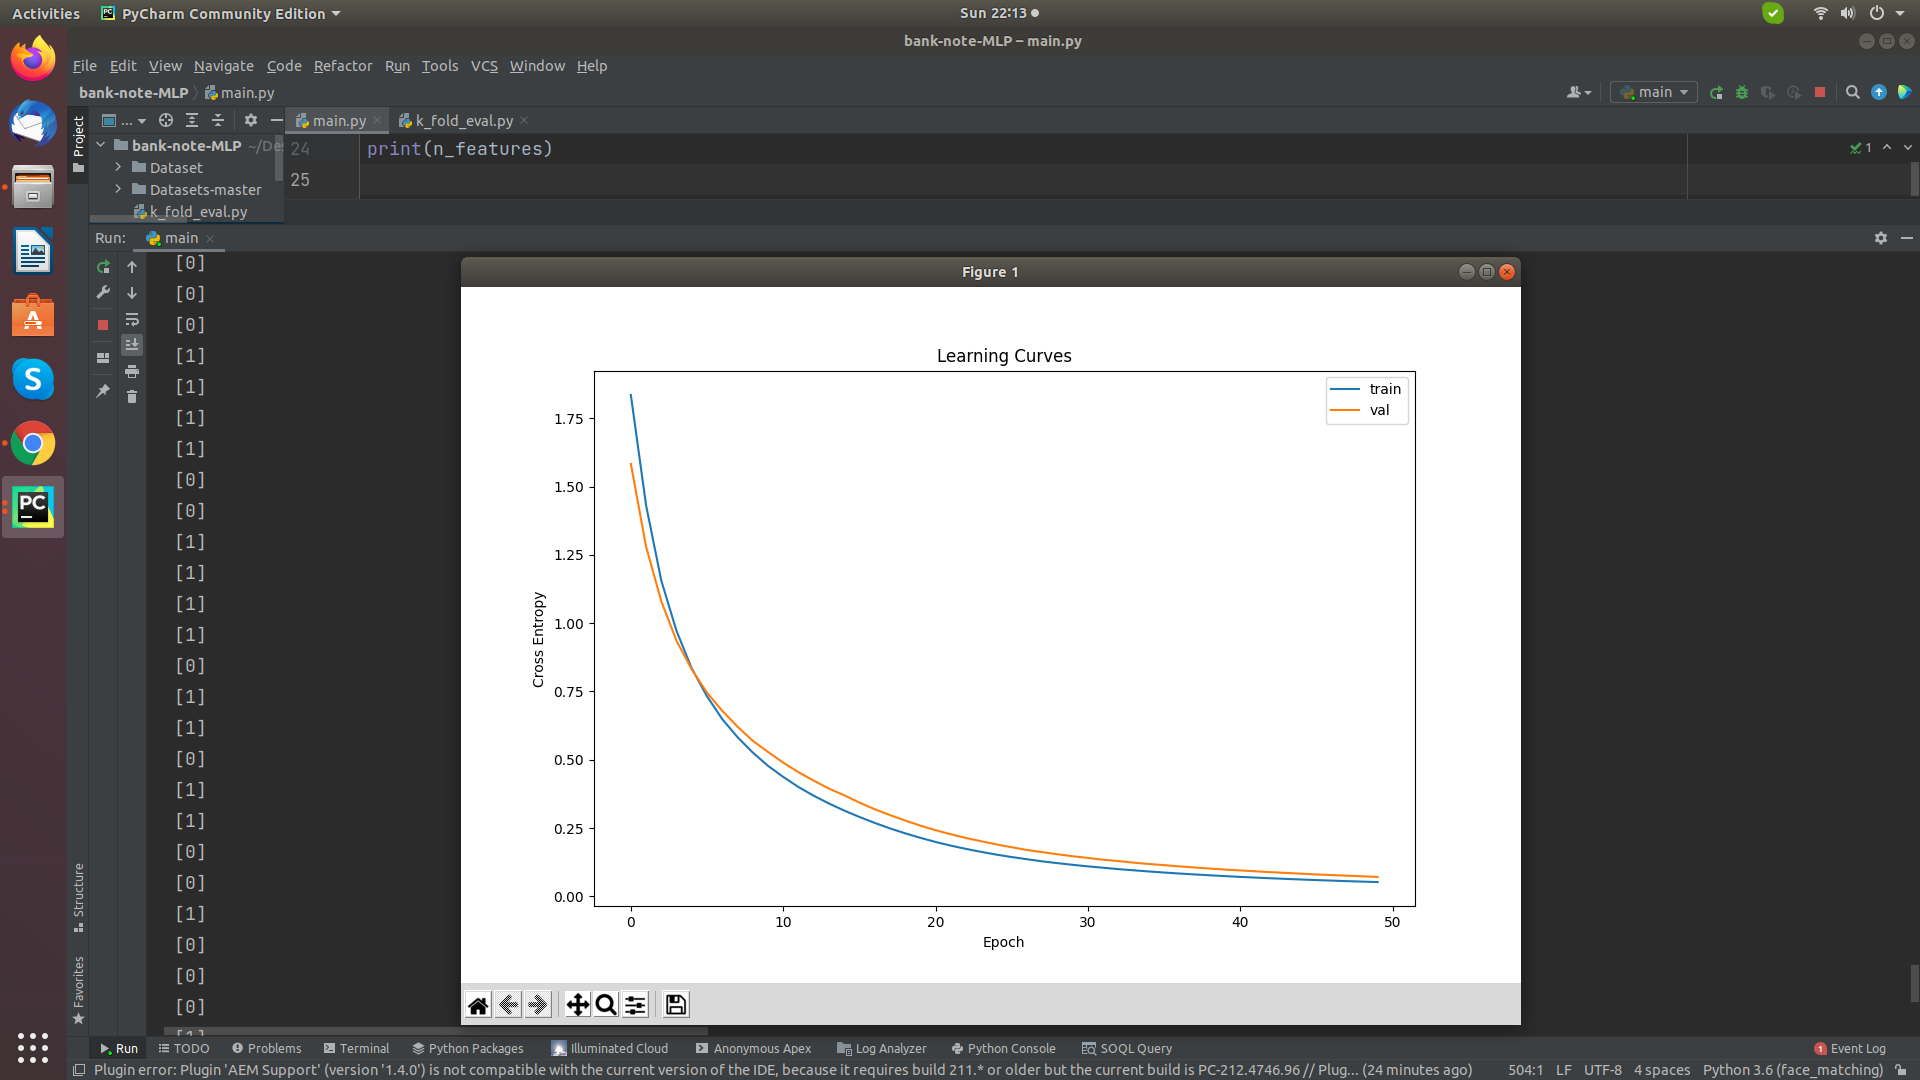 Activities
PyCharm Community Edition
Sun 22:13
bank-note-MLP – main.py
File Edit View Navigate Code Refactor Run Tools VCS Window Help
bank-note-MLP main.py
main
Project
...
main.py
k_fold_eval.py
bank-note-MLP ~/De
Dataset
Datasets-master
k_fold_eval.py
24 print(n_features)
25
1
Run: main
[0]
[0]
[0]
[1]
[1]
[1]
[1]
[0]
[0]
[1]
[1]
[1]
[1]
[0]
[1]
[1]
[0]
[1]
[1]
[0]
[0]
[1]
[0]
[0]
[0]
[1]
Figure 1
Learning Curves
train
val
1.75
1.50
1.25
1.00
0.75
0.50
0.25
0.00
Cross Entropy
0 10 20 30 40 50
Epoch
Structure
Favorites
Run TODO Problems Terminal Python Packages Illuminated Cloud Anonymous Apex Log Analyzer Python Console SOQL Query 1 Event Log
Plugin error: Plugin 'AEM Support' (version '1.4.0') is not compatible with the current version of the IDE, because it requires build 211.* or older but the current build is PC-212.4746.96 // Plug... (24 minutes ago) 504:1 LF UTF-8 4 spaces Python 3.6 (face_matching)